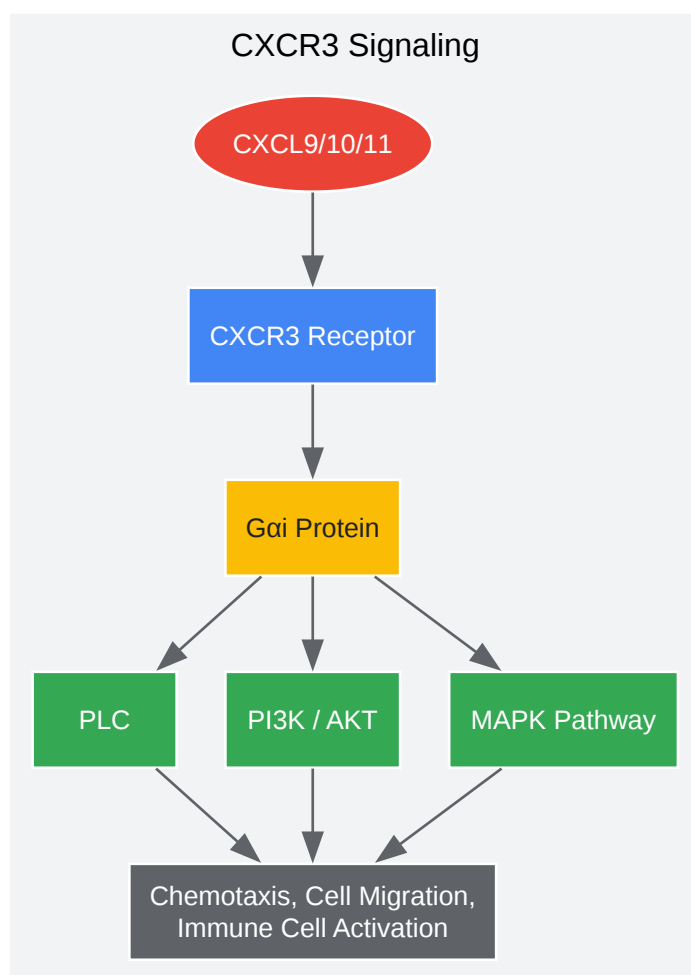 CXCR3 Signaling
CXCL9/10/11
CXCR3 Receptor
Gαi Protein
PLC
PI3K / AKT
MAPK Pathway
Chemotaxis, Cell Migration,
Immune Cell Activation